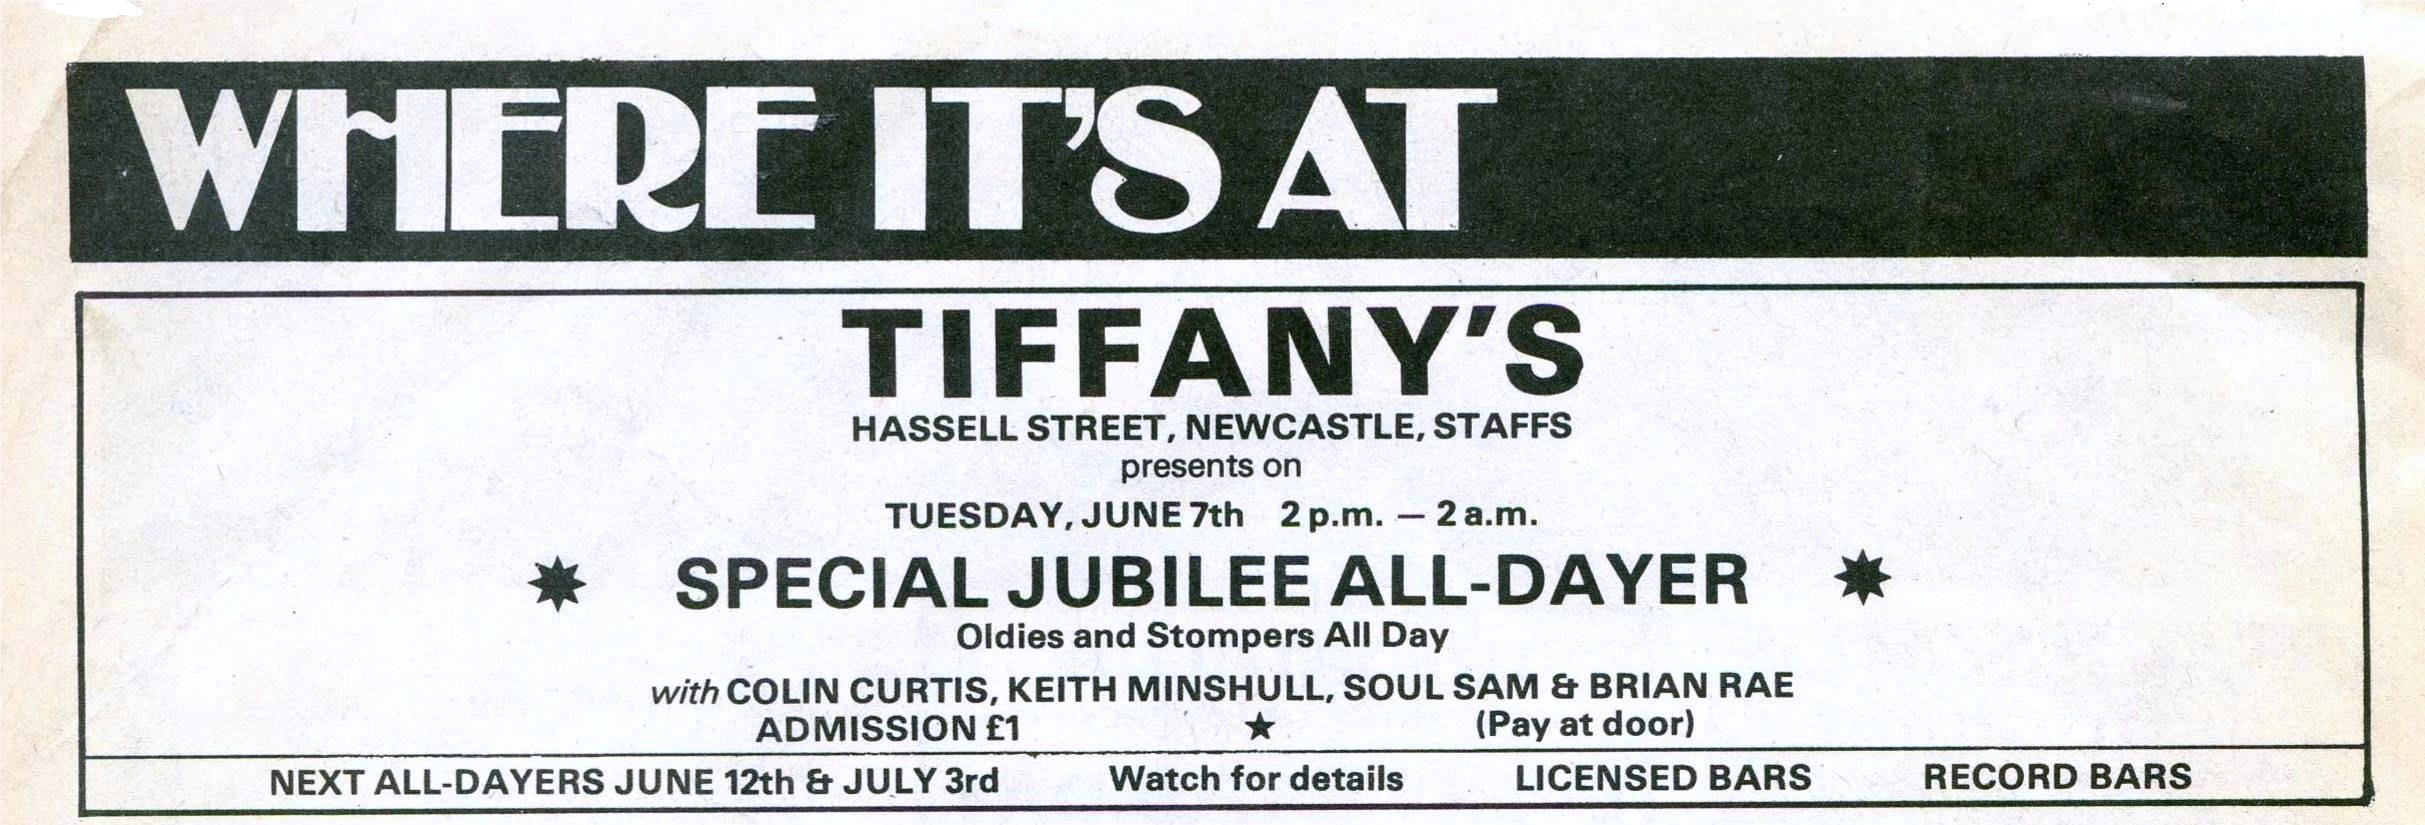 WHERE IT'S AT
TIFFANY'S
HASSELL STREET, NEWCASTLE, STAFFS
presents on
TUESDAY, JUNE 7th 2 p.m. — 2 a.m.
SPECIAL JUBILEE ALL-DAYER
Oldies and Stompers All Day
with COLIN CURTIS, KEITH MINSHULL, SOUL SAM & BRIAN RAE
ADMISSION £1 ★ (Pay at door)
NEXT ALL-DAYERS JUNE 12th & JULY 3rd Watch for details LICENSED BARS RECORD BARS